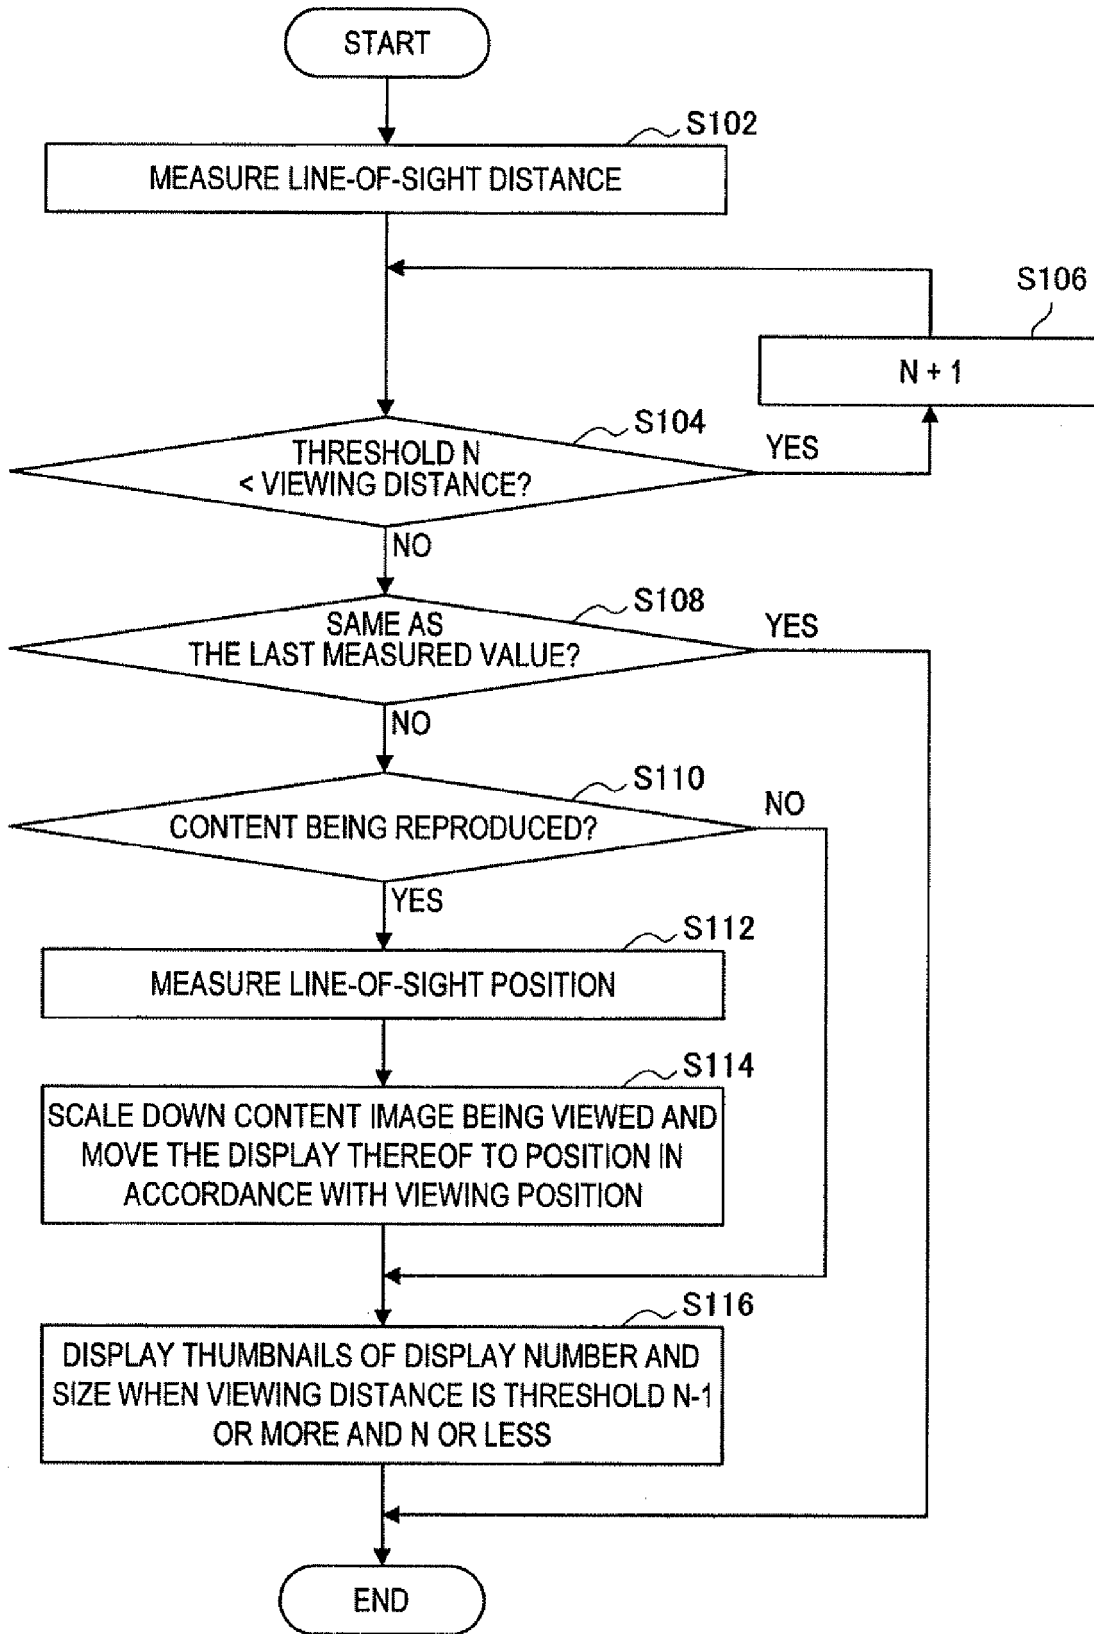 START
S102
MEASURE LINE-OF-SIGHT DISTANCE
S106
N + 1
S104
THRESHOLD N
< VIEWING DISTANCE?
YES
NO
S108
SAME AS
THE LAST MEASURED VALUE?
YES
NO
S110
CONTENT BEING REPRODUCED?
NO
YES
S112
MEASURE LINE-OF-SIGHT POSITION
S114
SCALE DOWN CONTENT IMAGE BEING VIEWED AND
MOVE THE DISPLAY THEREOF TO POSITION IN
ACCORDANCE WITH VIEWING POSITION
S116
DISPLAY THUMBNAILS OF DISPLAY NUMBER AND
SIZE WHEN VIEWING DISTANCE IS THRESHOLD N-1
OR MORE AND N OR LESS
END